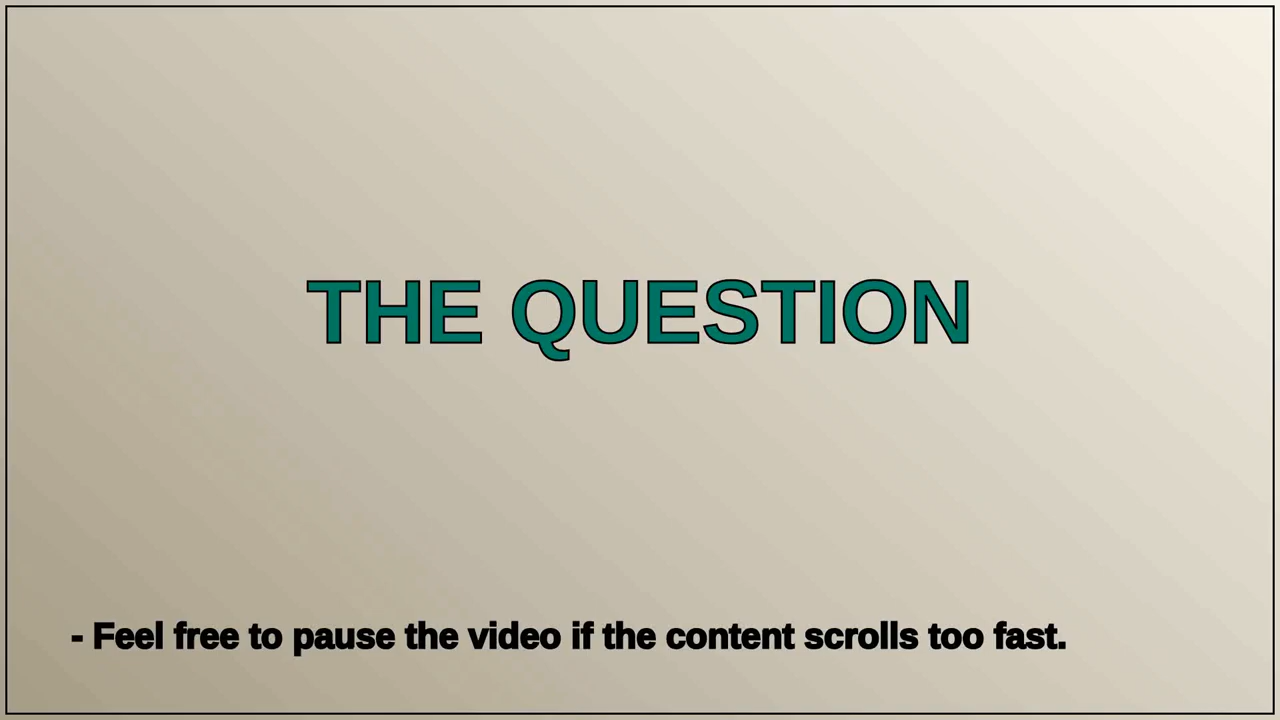 THE QUESTION
- Feel free to pause the video if the content scrolls too fast.